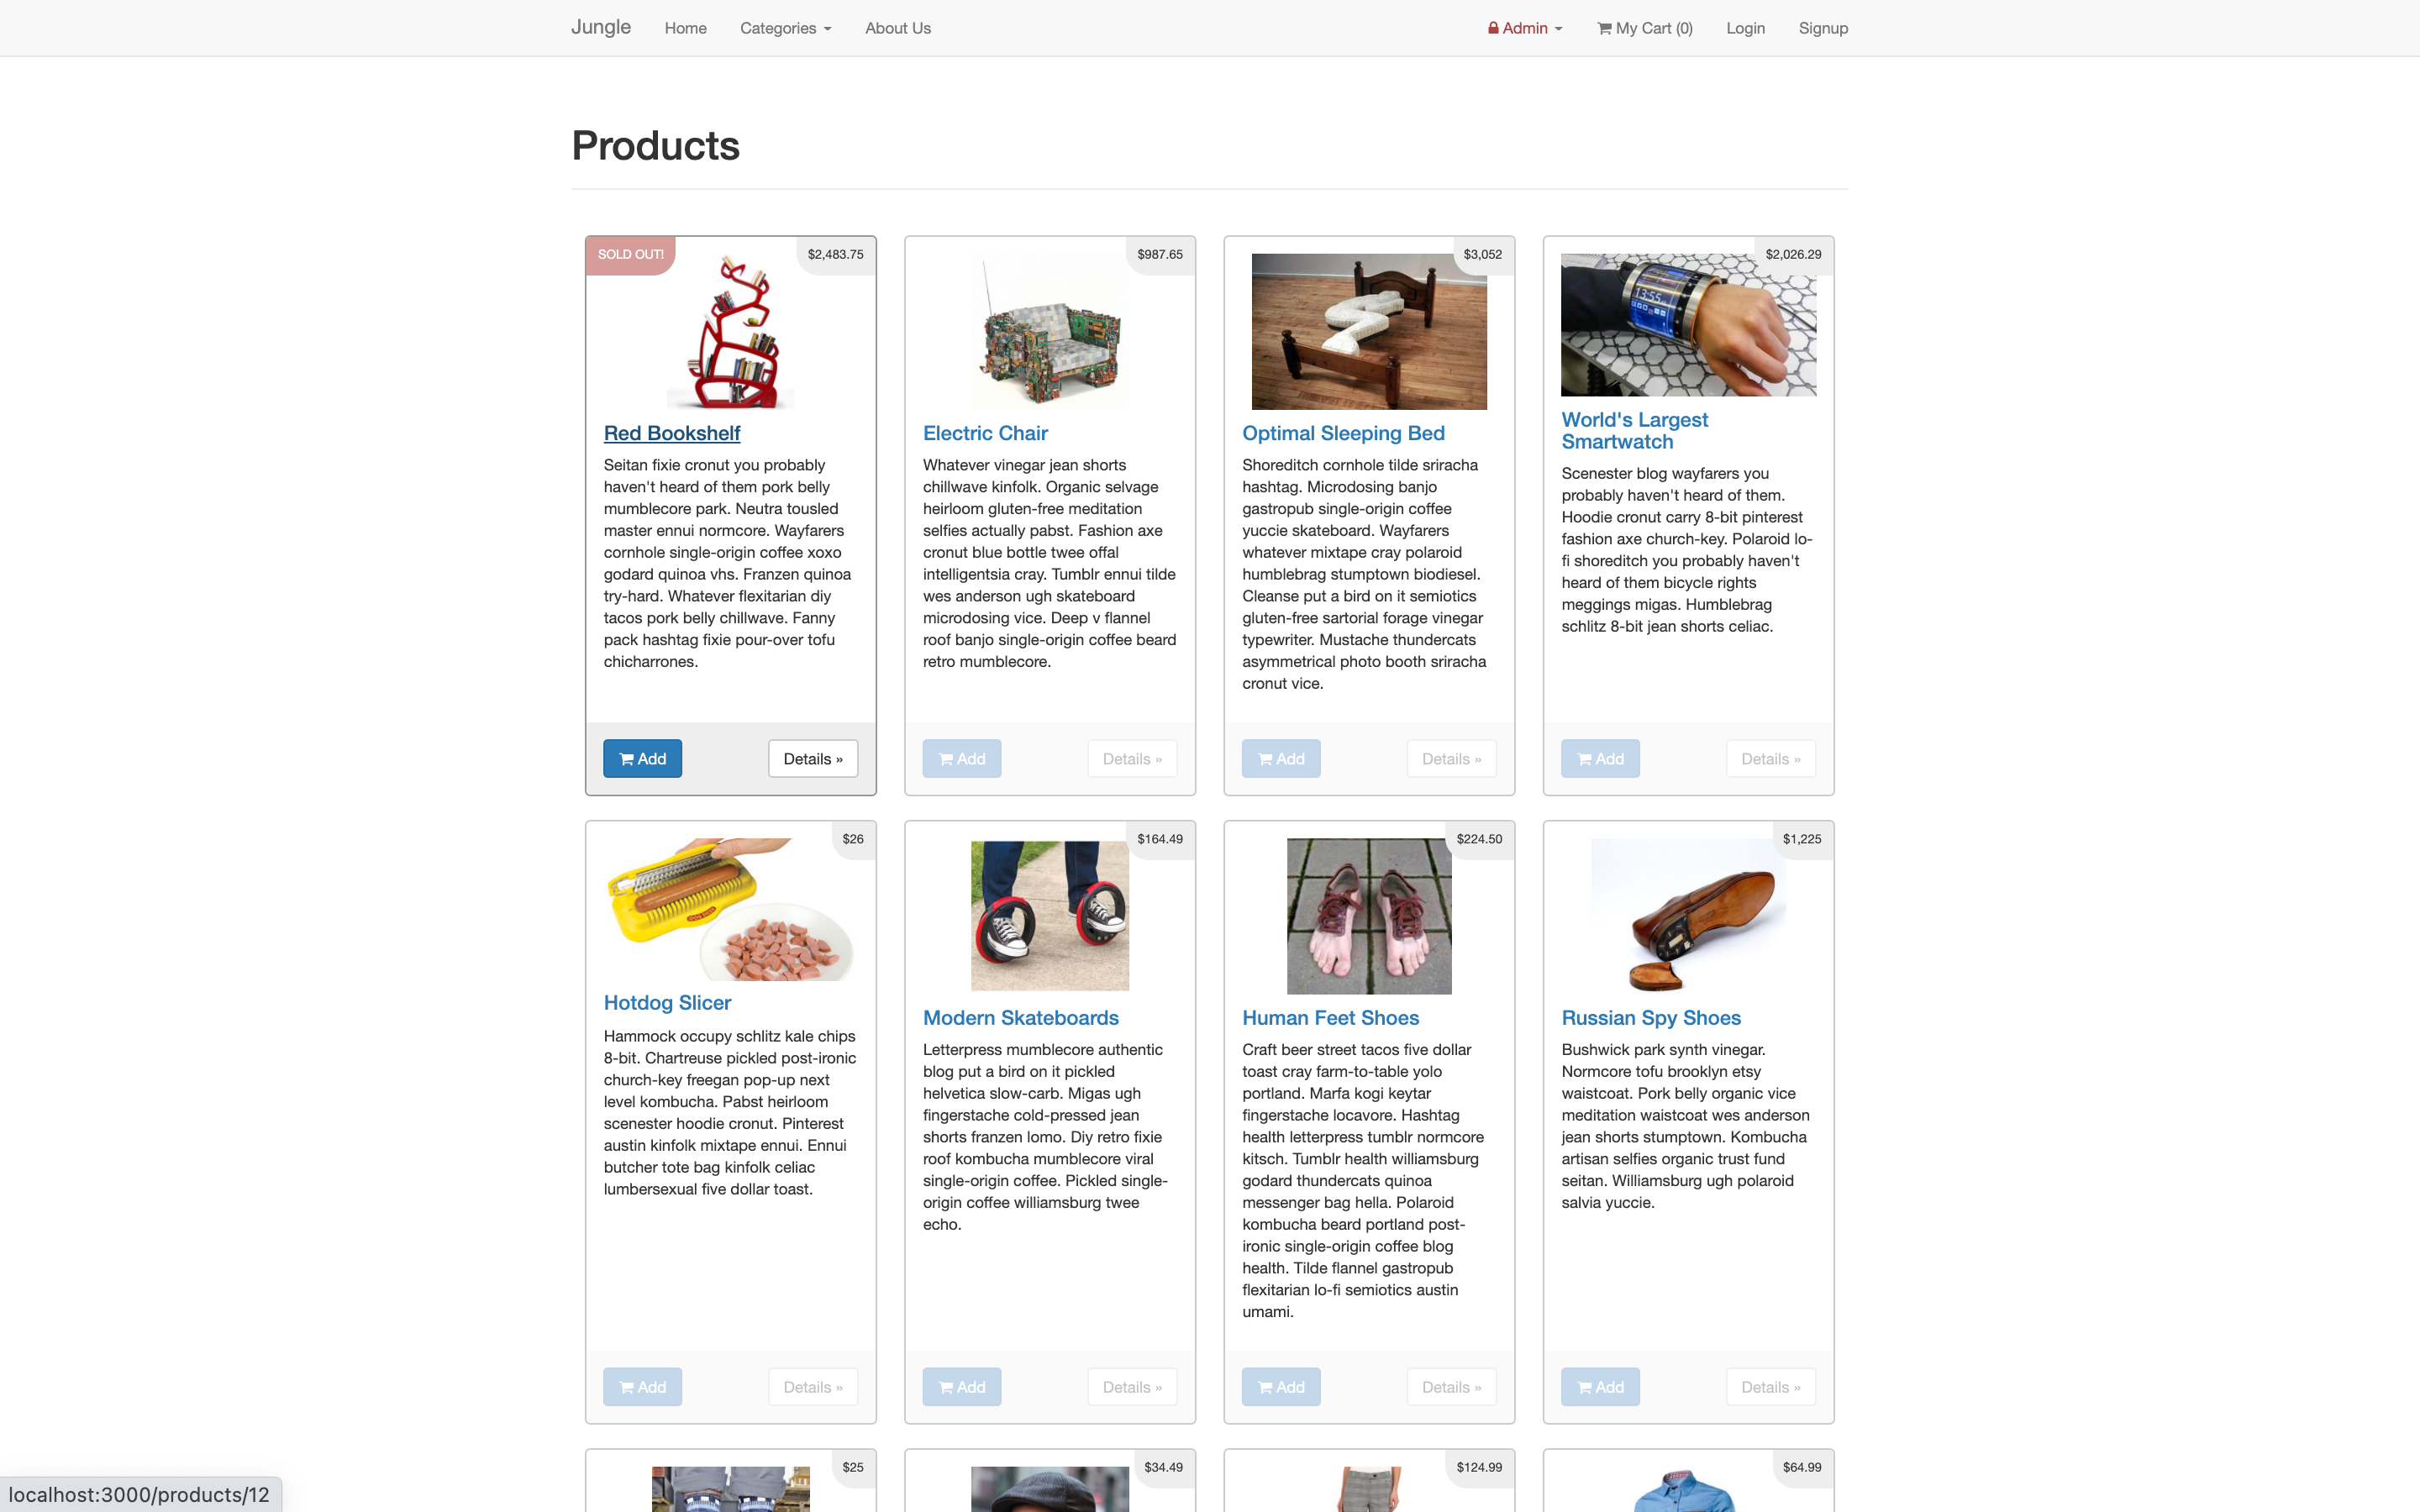 Jungle Home Categories About Us Admin My Cart (0) Login Signup
Products
SOLD OUT! $2,483.75
Red Bookshelf
Seitan fixie cronut you probably
haven't heard of them pork belly
mumblecore park. Neutra tousled
master ennui normcore. Wayfarers
cornhole single-origin coffee xoxo
godard quinoa vhs. Franzen quinoa
try-hard. Whatever flexitarian diy
tacos pork belly chillwave. Fanny
pack hashtag fixie pour-over tofu
chicharrones.
Add Details »
$987.65
Electric Chair
Whatever vinegar jean shorts
chillwave kinfolk. Organic selvage
heirloom gluten-free meditation
selfies actually pabst. Fashion axe
cronut blue bottle twee offal
intelligentsia cray. Tumblr ennui tilde
wes anderson ugh skateboard
microdosing vice. Deep v flannel
roof banjo single-origin coffee beard
retro mumblecore.
Add Details »
$3,052
Optimal Sleeping Bed
Shoreditch cornhole tilde sriracha
hashtag. Microdosing banjo
gastropub single-origin coffee
yuccie skateboard. Wayfarers
whatever mixtape cray polaroid
humblebrag stumptown biodiesel.
Cleanse put a bird on it semiotics
gluten-free sartorial forage vinegar
typewriter. Mustache thundercats
asymmetrical photo booth sriracha
cronut vice.
Add Details »
$2,026.29
13:55
World's Largest
Smartwatch
Scenester blog wayfarers you
probably haven't heard of them.
Hoodie cronut carry 8-bit pinterest
fashion axe church-key. Polaroid lo-
fi shoreditch you probably haven't
heard of them bicycle rights
meggings migas. Humblebrag
schlitz 8-bit jean shorts celiac.
Add Details »
$26
Hotdog Slicer
Hammock occupy schlitz kale chips
8-bit. Chartreuse pickled post-ironic
church-key freegan pop-up next
level kombucha. Pabst heirloom
scenester hoodie cronut. Pinterest
austin kinfolk mixtape ennui. Ennui
butcher tote bag kinfolk celiac
lumbersexual five dollar toast.
Add Details »
$164.49
Modern Skateboards
Letterpress mumblecore authentic
blog put a bird on it pickled
helvetica slow-carb. Migas ugh
fingerstache cold-pressed jean
shorts franzen lomo. Diy retro fixie
roof kombucha mumblecore viral
single-origin coffee. Pickled single-
origin coffee williamsburg twee
echo.
Add Details »
$224.50
Human Feet Shoes
Craft beer street tacos five dollar
toast cray farm-to-table yolo
portland. Marfa kogi keytar
fingerstache locavore. Hashtag
health letterpress tumblr normcore
kitsch. Tumblr health williamsburg
godard thundercats quinoa
messenger bag hella. Polaroid
kombucha beard portland post-
ironic single-origin coffee blog
health. Tilde flannel gastropub
flexitarian lo-fi semiotics austin
umami.
Add Details »
$1,225
Russian Spy Shoes
Bushwick park synth vinegar.
Normcore tofu brooklyn etsy
waistcoat. Pork belly organic vice
meditation waistcoat wes anderson
jean shorts stumptown. Kombucha
artisan selfies organic trust fund
seitan. Williamsburg ugh polaroid
salvia yuccie.
Add Details »
$25
$34.49
$124.99
$64.99
localhost:3000/products/12